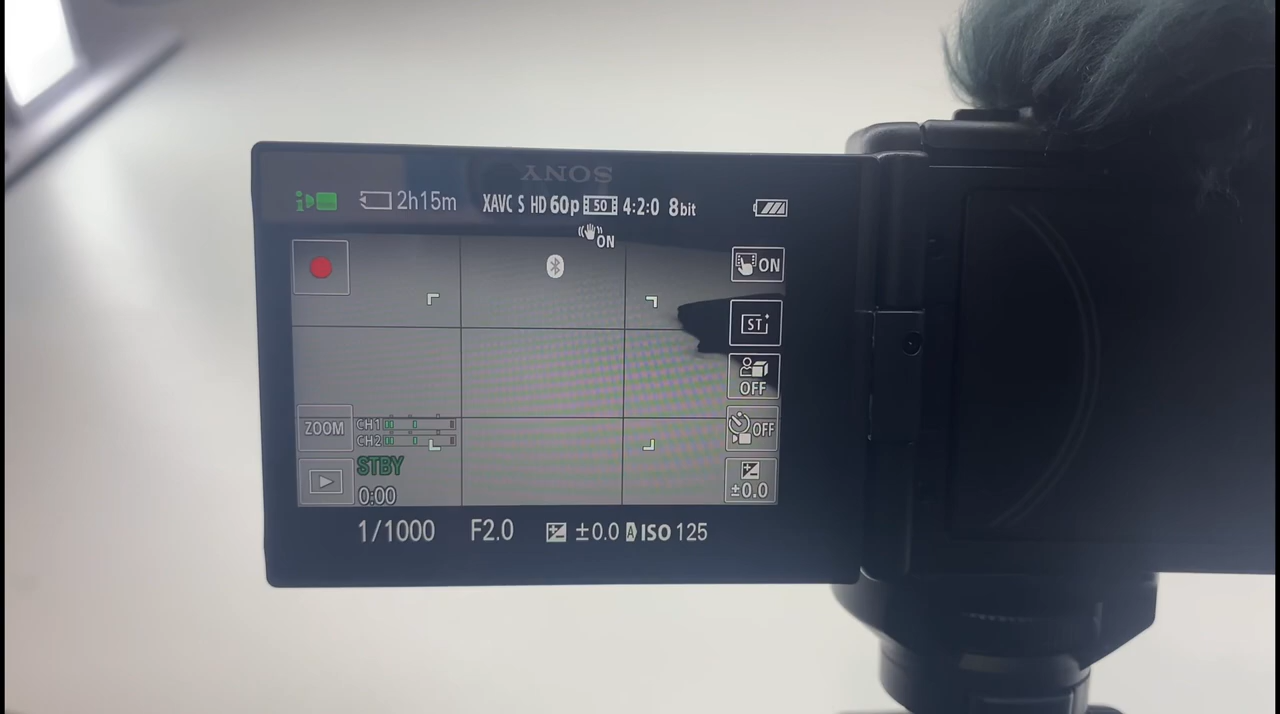 SONY
i 2h15m XAVC S HD 60p 50 4:2:0 8bit
ON
ON
ST
OFF
ZOOM CH1
CH2
OFF
STBY
0:00
±0.0
1/1000 F2.0 ±0.0 A ISO 125